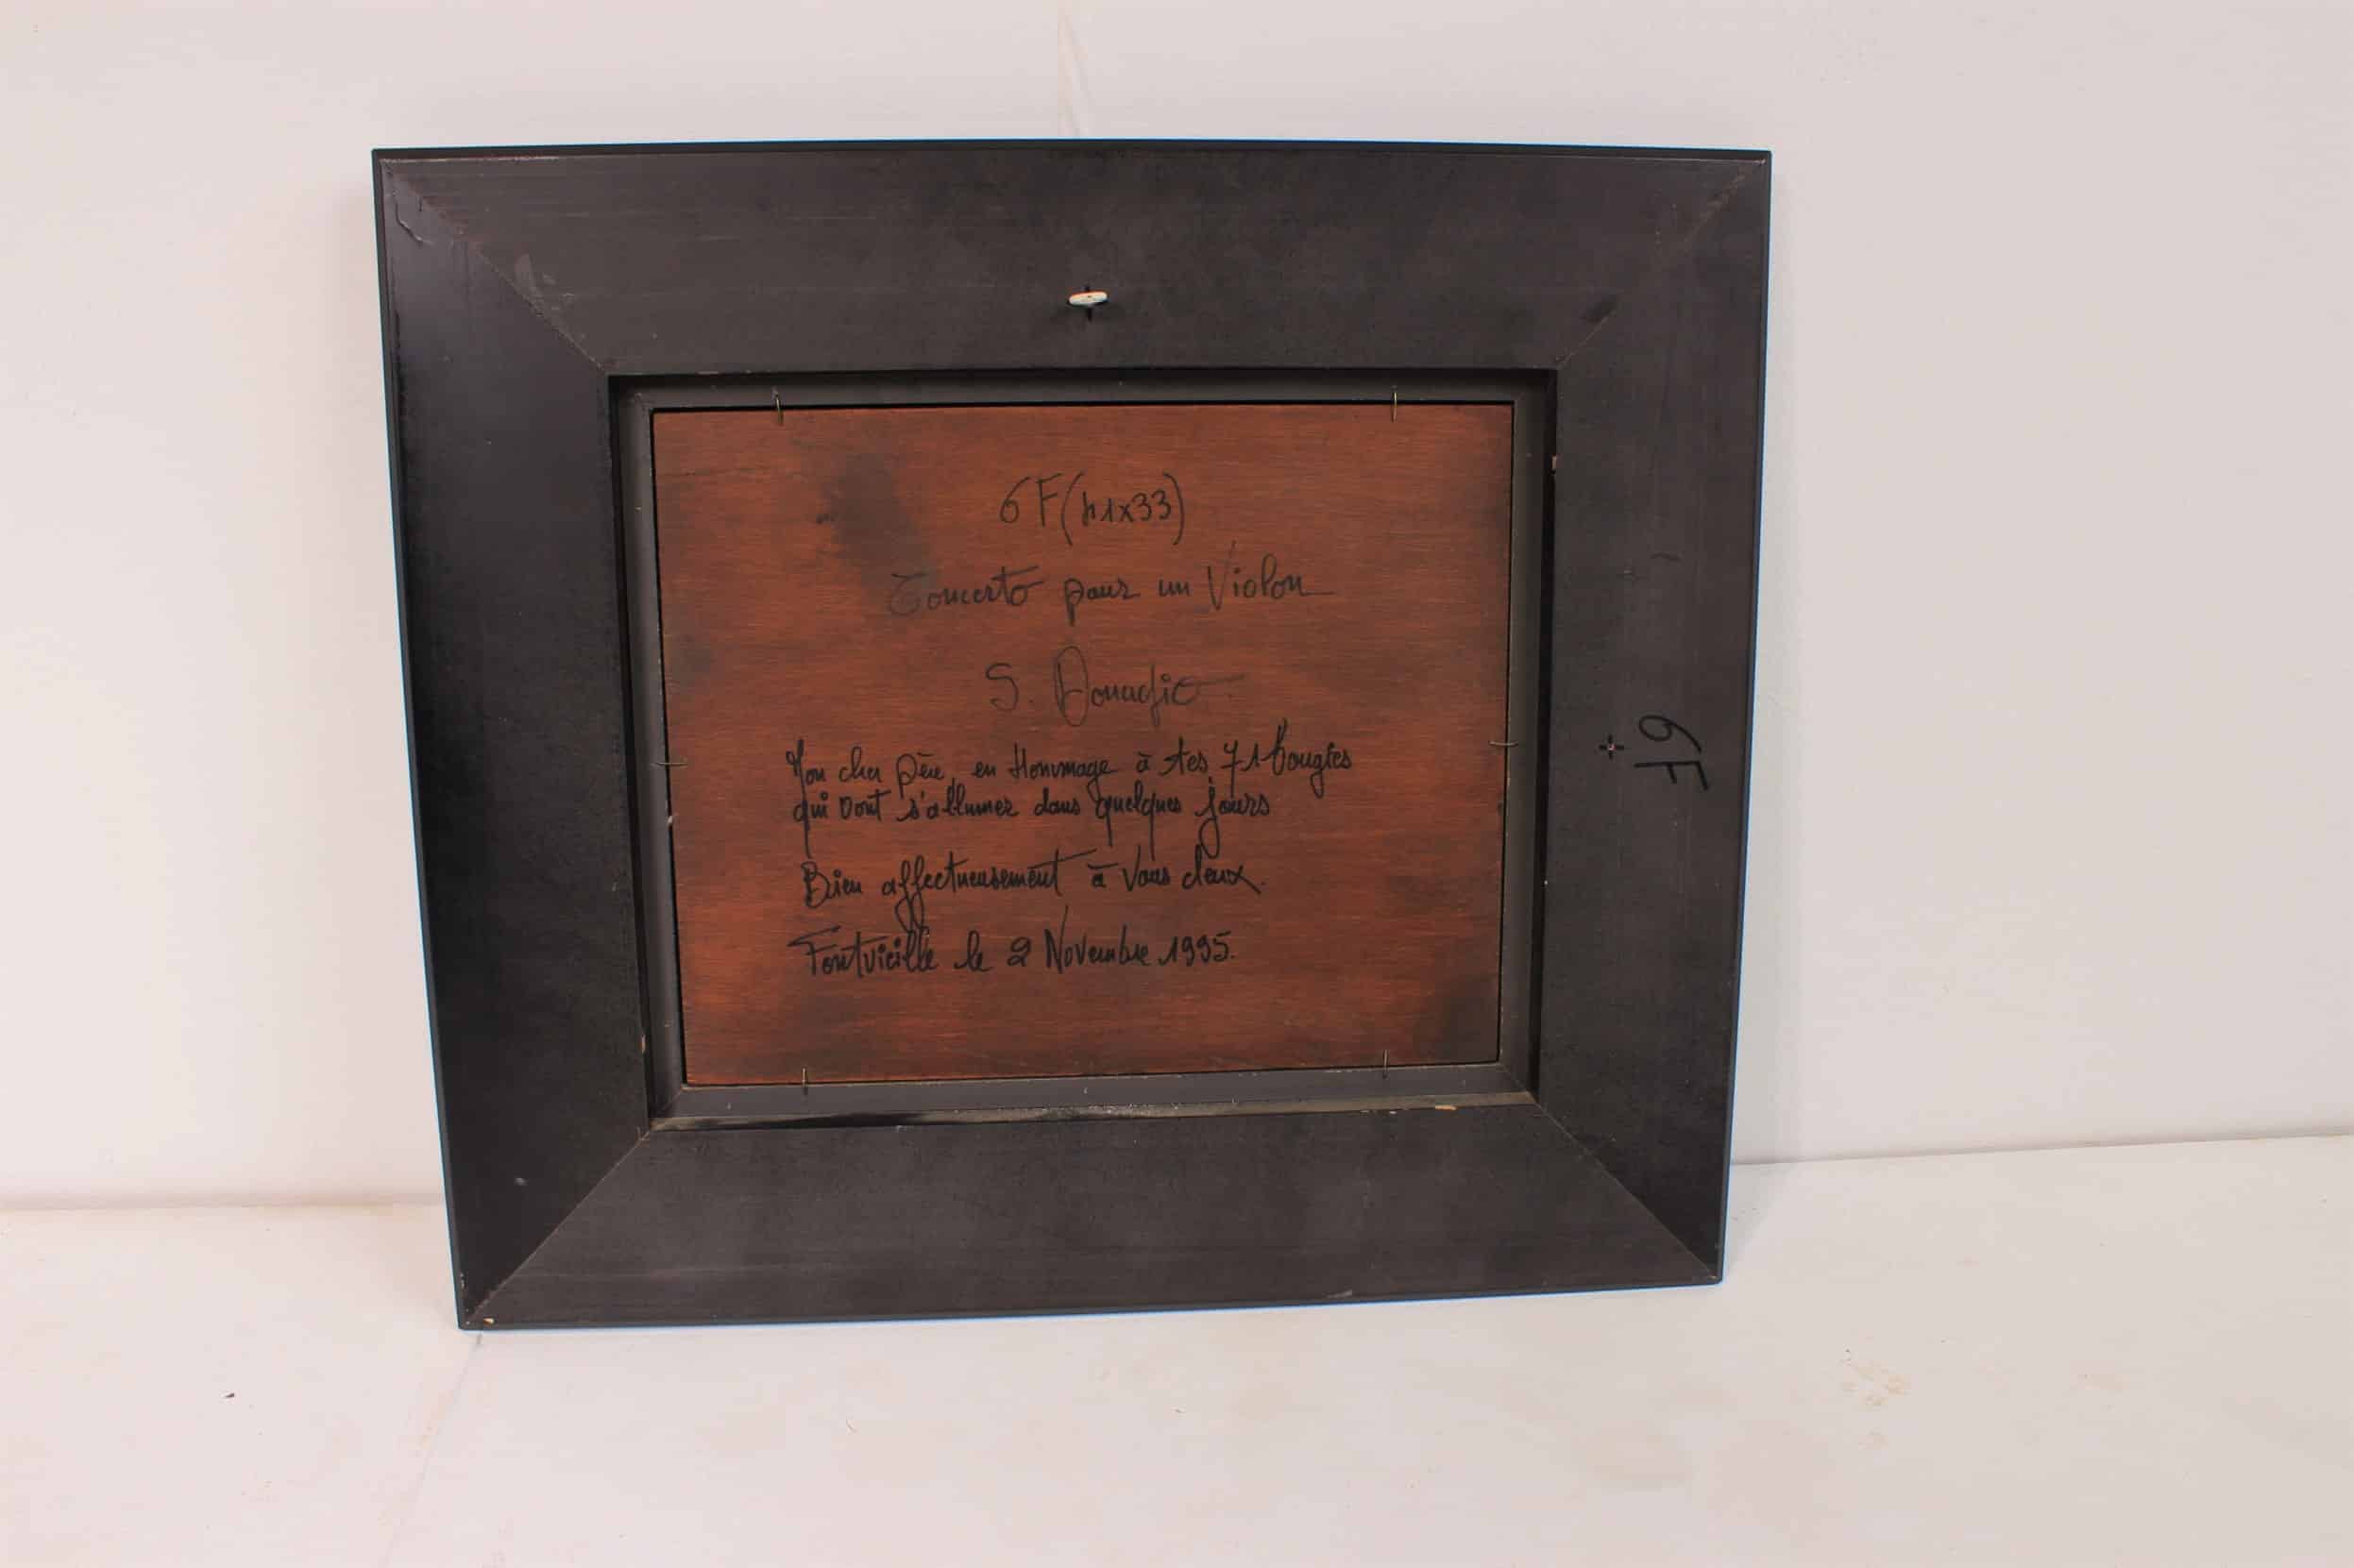 6F (41x33)
Concerto pour un Violon
S. Donadio
Mon cher Père, en Hommage à tes 71 bougies
qui vont s'allumer dans quelques jours
Bien affectueusement à vous deux.
Fontvieille le 2 Novembre 1995.
6F